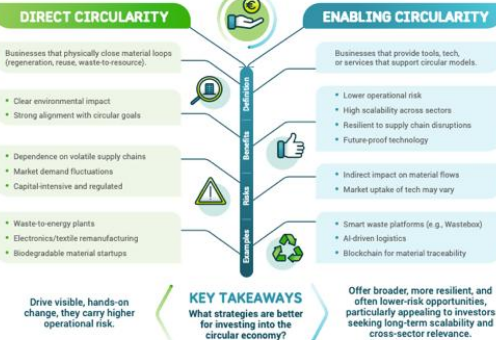 DIRECT CIRCULARITY
ENABLING CIRCULARITY
€
Businesses that physically close material loops
(regeneration, reuse, waste-to-resource).
Definition
Businesses that provide tools, tech,
or services that support circular models.
• Clear environmental impact
• Strong alignment with circular goals
Benefits
• Lower operational risk
• High scalability across sectors
• Resilient to supply chain disruptions
• Future-proof technology
• Dependence on volatile supply chains
• Market demand fluctuations
• Capital-intensive and regulated
Risks
• Indirect impact on material flows
• Market uptake of tech may vary
• Waste-to-energy plants
• Electronics/textile remanufacturing
• Biodegradable material startups
Examples
• Smart waste platforms (e.g., Wastebox)
• AI-driven logistics
• Blockchain for material traceability
Drive visible, hands-on
change, they carry higher
operational risk.
KEY TAKEAWAYS
What strategies are better
for investing into the
circular economy?
Offer broader, more resilient, and
often lower-risk opportunities,
particularly appealing to investors
seeking long-term scalability and
cross-sector relevance.